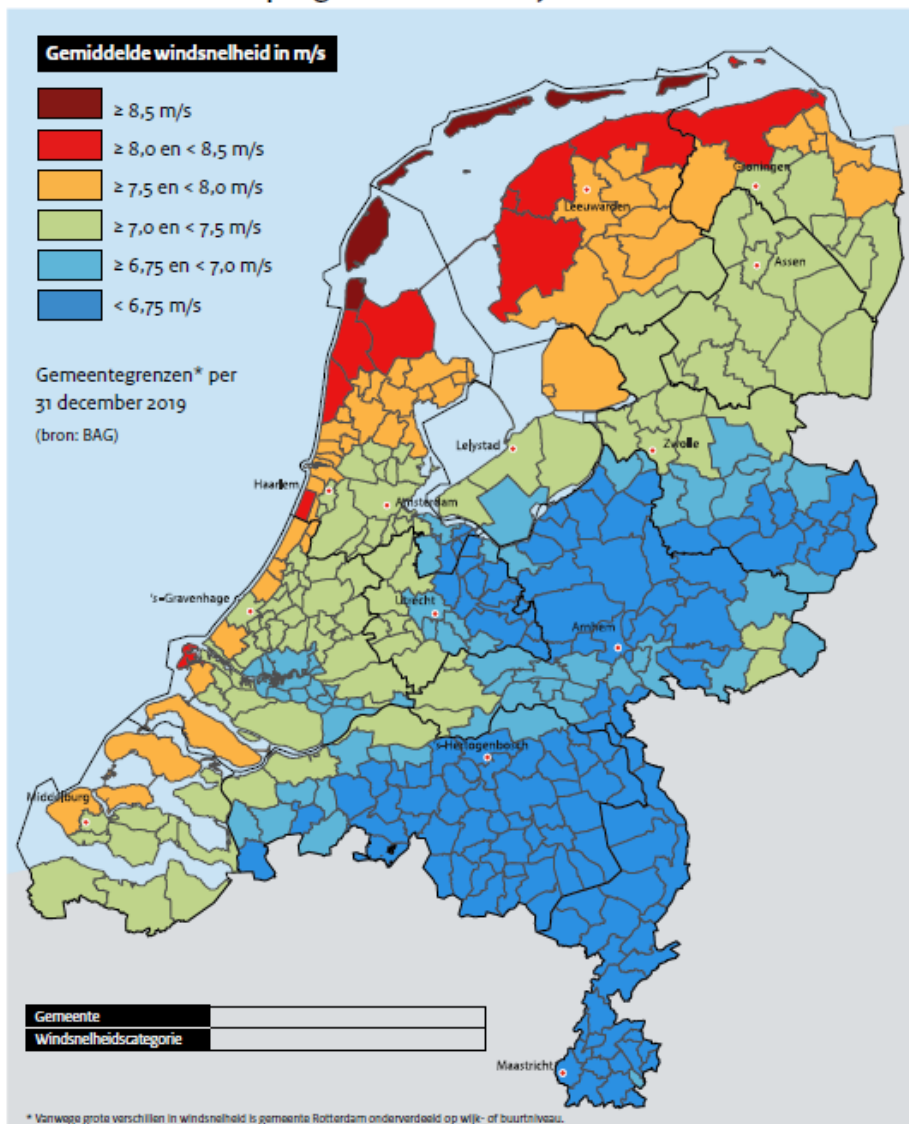 Gemiddelde windsnelheid in m/s
≥ 8,5 m/s
≥ 8,0 en < 8,5 m/s
≥ 7,5 en < 8,0 m/s
≥ 7,0 en < 7,5 m/s
≥ 6,75 en < 7,0 m/s
< 6,75 m/s
Gemeentegrenzen* per
31 december 2019
(bron: BAG)
Groningen
Leeuwarden
Assen
Lelystad
Zwolle
Haarlem
Amsterdam
's-Gravenhage
Utrecht
Arnhem
's-Hertogenbosch
Middelburg
Gemeente
Windsnelheidscategorie
Maastricht
* Vanwege grote verschillen in windsnelheid is gemeente Rotterdam onderverdeeld op wijk- of buurtniveau.